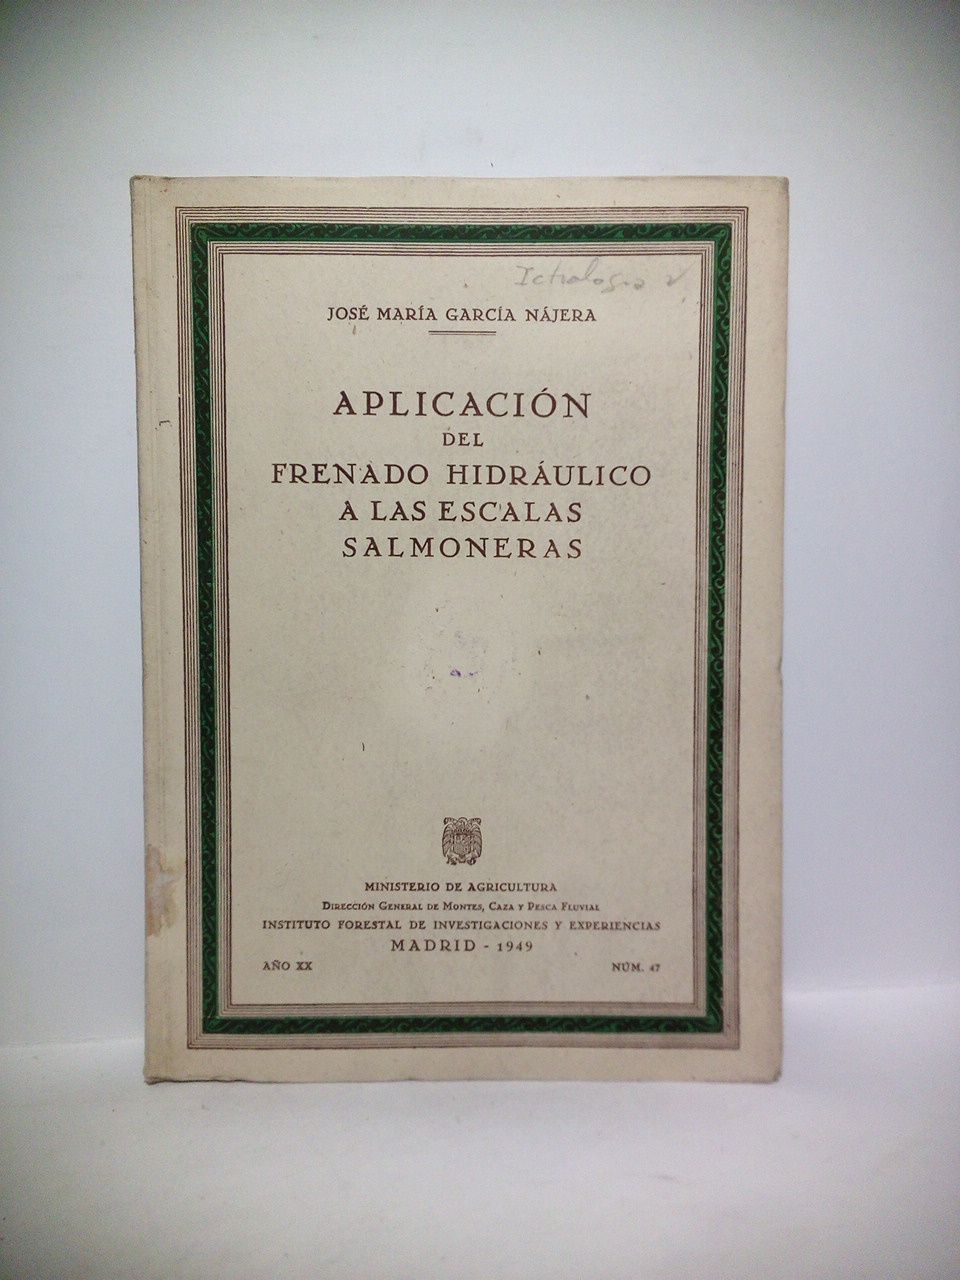 Ictiologia
JOSÉ MARÍA GARCÍA NÁJERA
APLICACIÓN
DEL
FRENADO HIDRÁULICO
A LAS ESCALAS
SALMONERAS
MINISTERIO DE AGRICULTURA
DIRECCIÓN GENERAL DE MONTES, CAZA Y PESCA FLUVIAL
INSTITUTO FORESTAL DE INVESTIGACIONES Y EXPERIENCIAS
MADRID - 1949
AÑO XX NÚM. 47